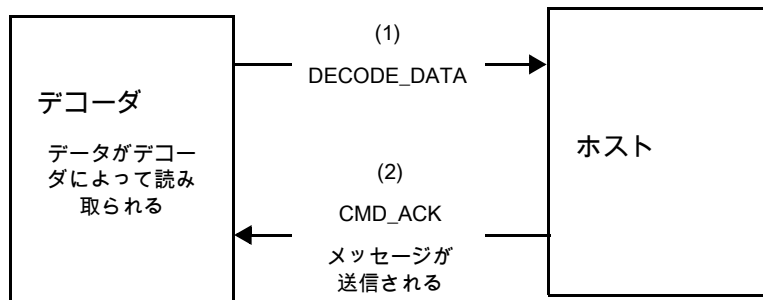 デコーダ
データがデコー
ダによって読み
取られる
(1)
DECODE_DATA
(2)
CMD_ACK
メッセージが
送信される
ホスト